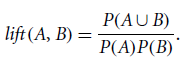 lift(A, B) = P(A∪B) / P(A)P(B).